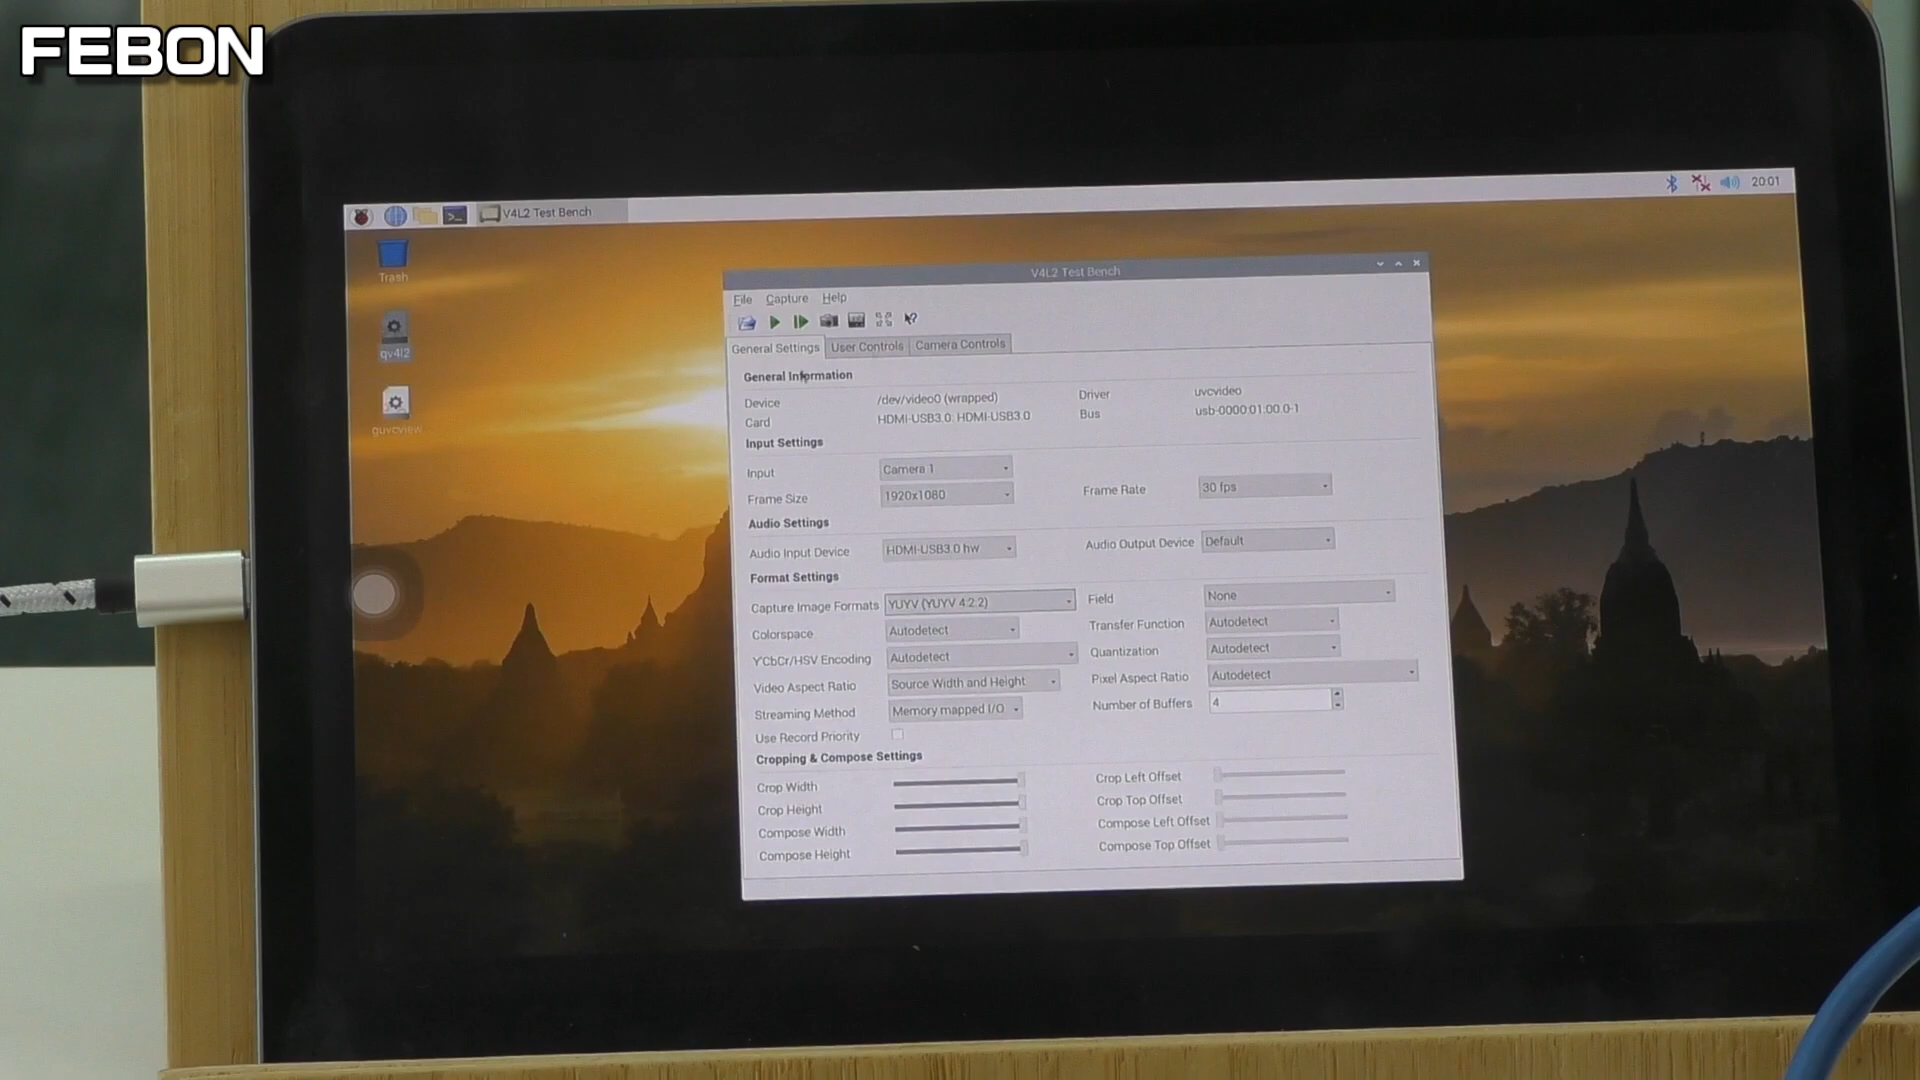 FEBON
V4L2 Test Bench
20:01
Trash
qv4l2
guvcview
V4L2 Test Bench
File Capture Help
General Settings User Controls Camera Controls
General Information
Device /dev/video0 (wrapped) Driver uvcvideo
Card HDMI-USB3.0: HDMI-USB3.0 Bus usb-0000:01:00.0-1
Input Settings
Input Camera 1
Frame Size 1920x1080 Frame Rate 30 fps
Audio Settings
Audio Input Device HDMI-USB3.0 hw Audio Output Device Default
Format Settings
Capture Image Formats YUYV (YUYV 4:2:2) Field None
Colorspace Autodetect Transfer Function Autodetect
Y'CbCr/HSV Encoding Autodetect Quantization Autodetect
Video Aspect Ratio Source Width and Height Pixel Aspect Ratio Autodetect
Streaming Method Memory mapped I/O Number of Buffers 4
Use Record Priority
Cropping & Compose Settings
Crop Width Crop Left Offset
Crop Height Crop Top Offset
Compose Width Compose Left Offset
Compose Height Compose Top Offset